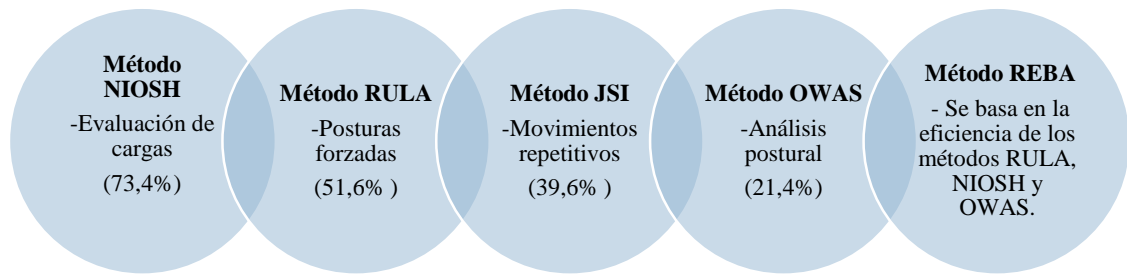 Método
NIOSH
-Evaluación de
cargas
(73,4%)
Método RULA
-Posturas
forzadas
(51,6% )
Método JSI
-Movimientos
repetitivos
(39,6% )
Método OWAS
-Análisis
postural
(21,4%)
Método REBA
- Se basa en la
eficiencia de los
métodos RULA,
NIOSH y
OWAS.